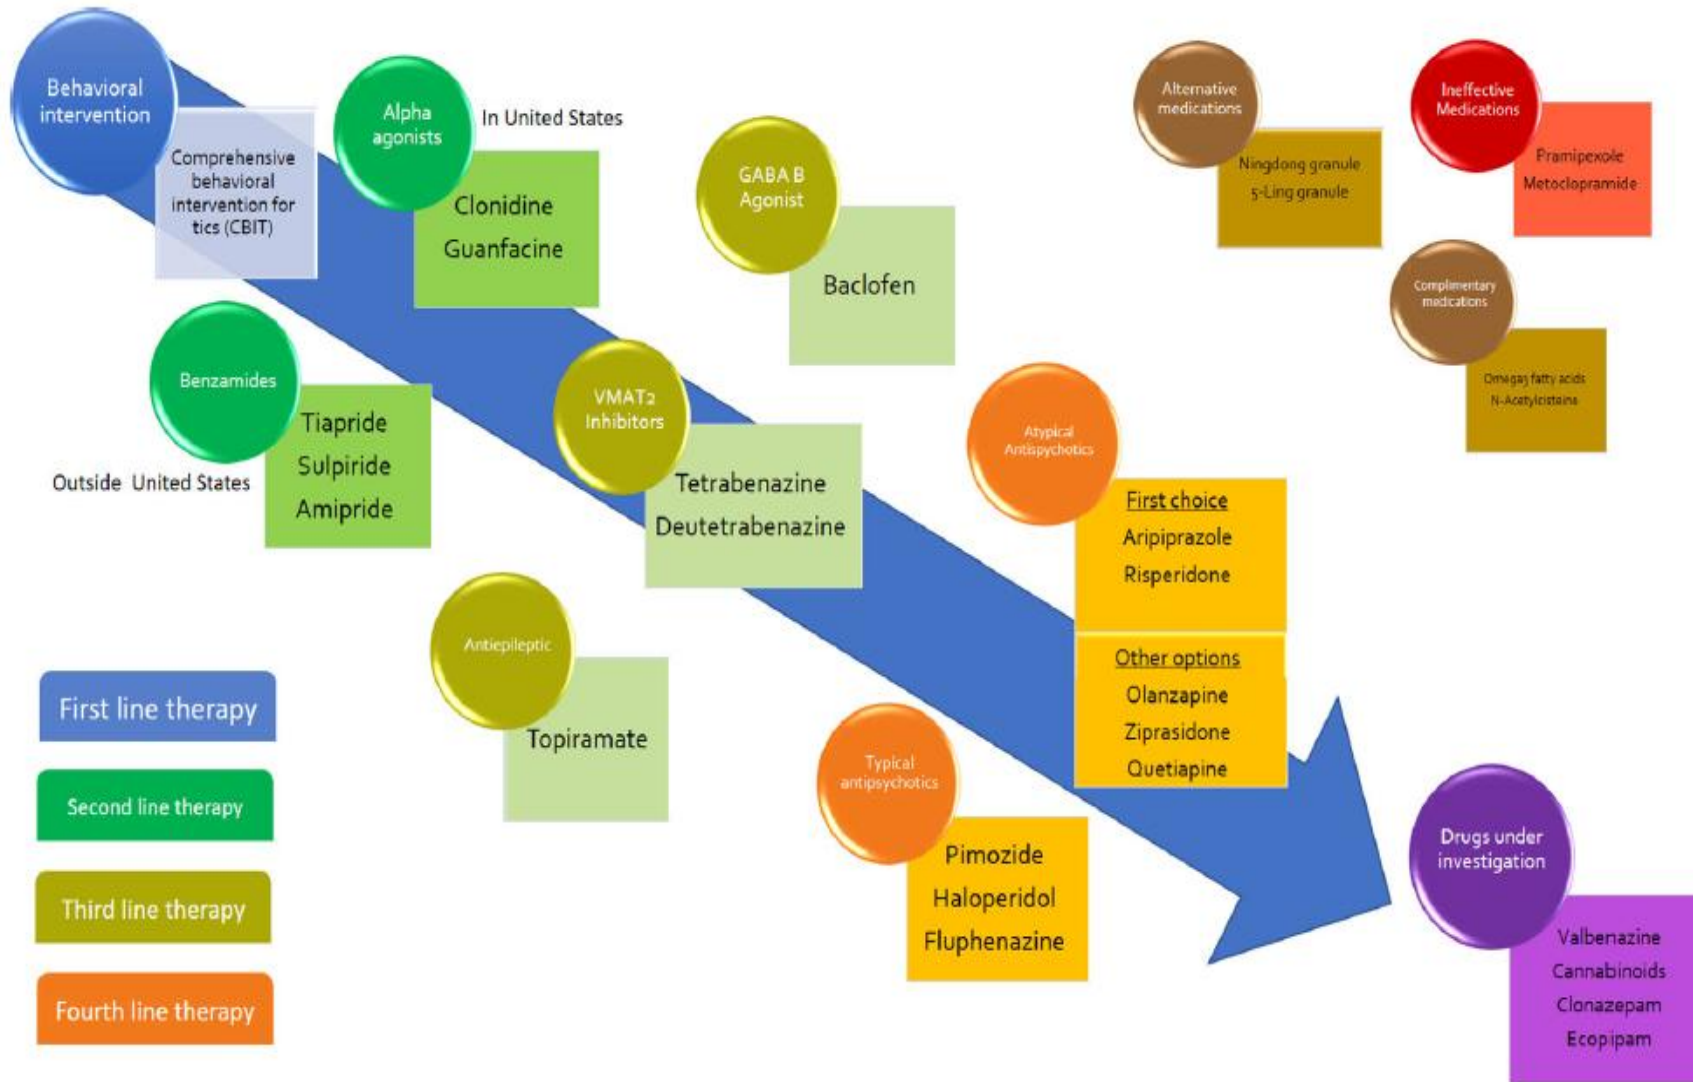 Behavioral
intervention
Comprehensive
behavioral
intervention for
tics (CBIT)
Alpha
agonists
In United States
Clonidine
Guanfacine
GABA B
Agonist
Baclofen
Alternative
medications
Ningdong granule
5-Ling granule
Ineffective
Medications
Pramipexole
Metoclopramide
Complimentary
medications
Omega3 fatty acids
N-Acetylcisteine
Benzamides
Outside United States
Tiapride
Sulpiride
Amipride
VMAT2
Inhibitors
Tetrabenazine
Deutetrabenazine
Atypical
Antispychotics
First choice
Aripiprazole
Risperidone
Other options
Olanzapine
Ziprasidone
Quetiapine
Antiepileptic
Topiramate
Typical
antipsychotics
Pimozide
Haloperidol
Fluphenazine
Drugs under
investigation
Valbenazine
Cannabinoids
Clonazepam
Ecopipam
First line therapy
Second line therapy
Third line therapy
Fourth line therapy